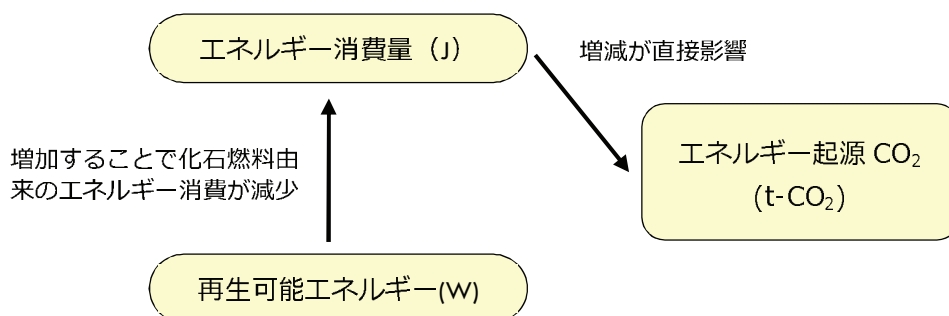 エネルギー消費量（J）
増減が直接影響
エネルギー起源 CO₂
(t-CO₂)
増加することで化石燃料由
来のエネルギー消費が減少
再生可能エネルギー(W)